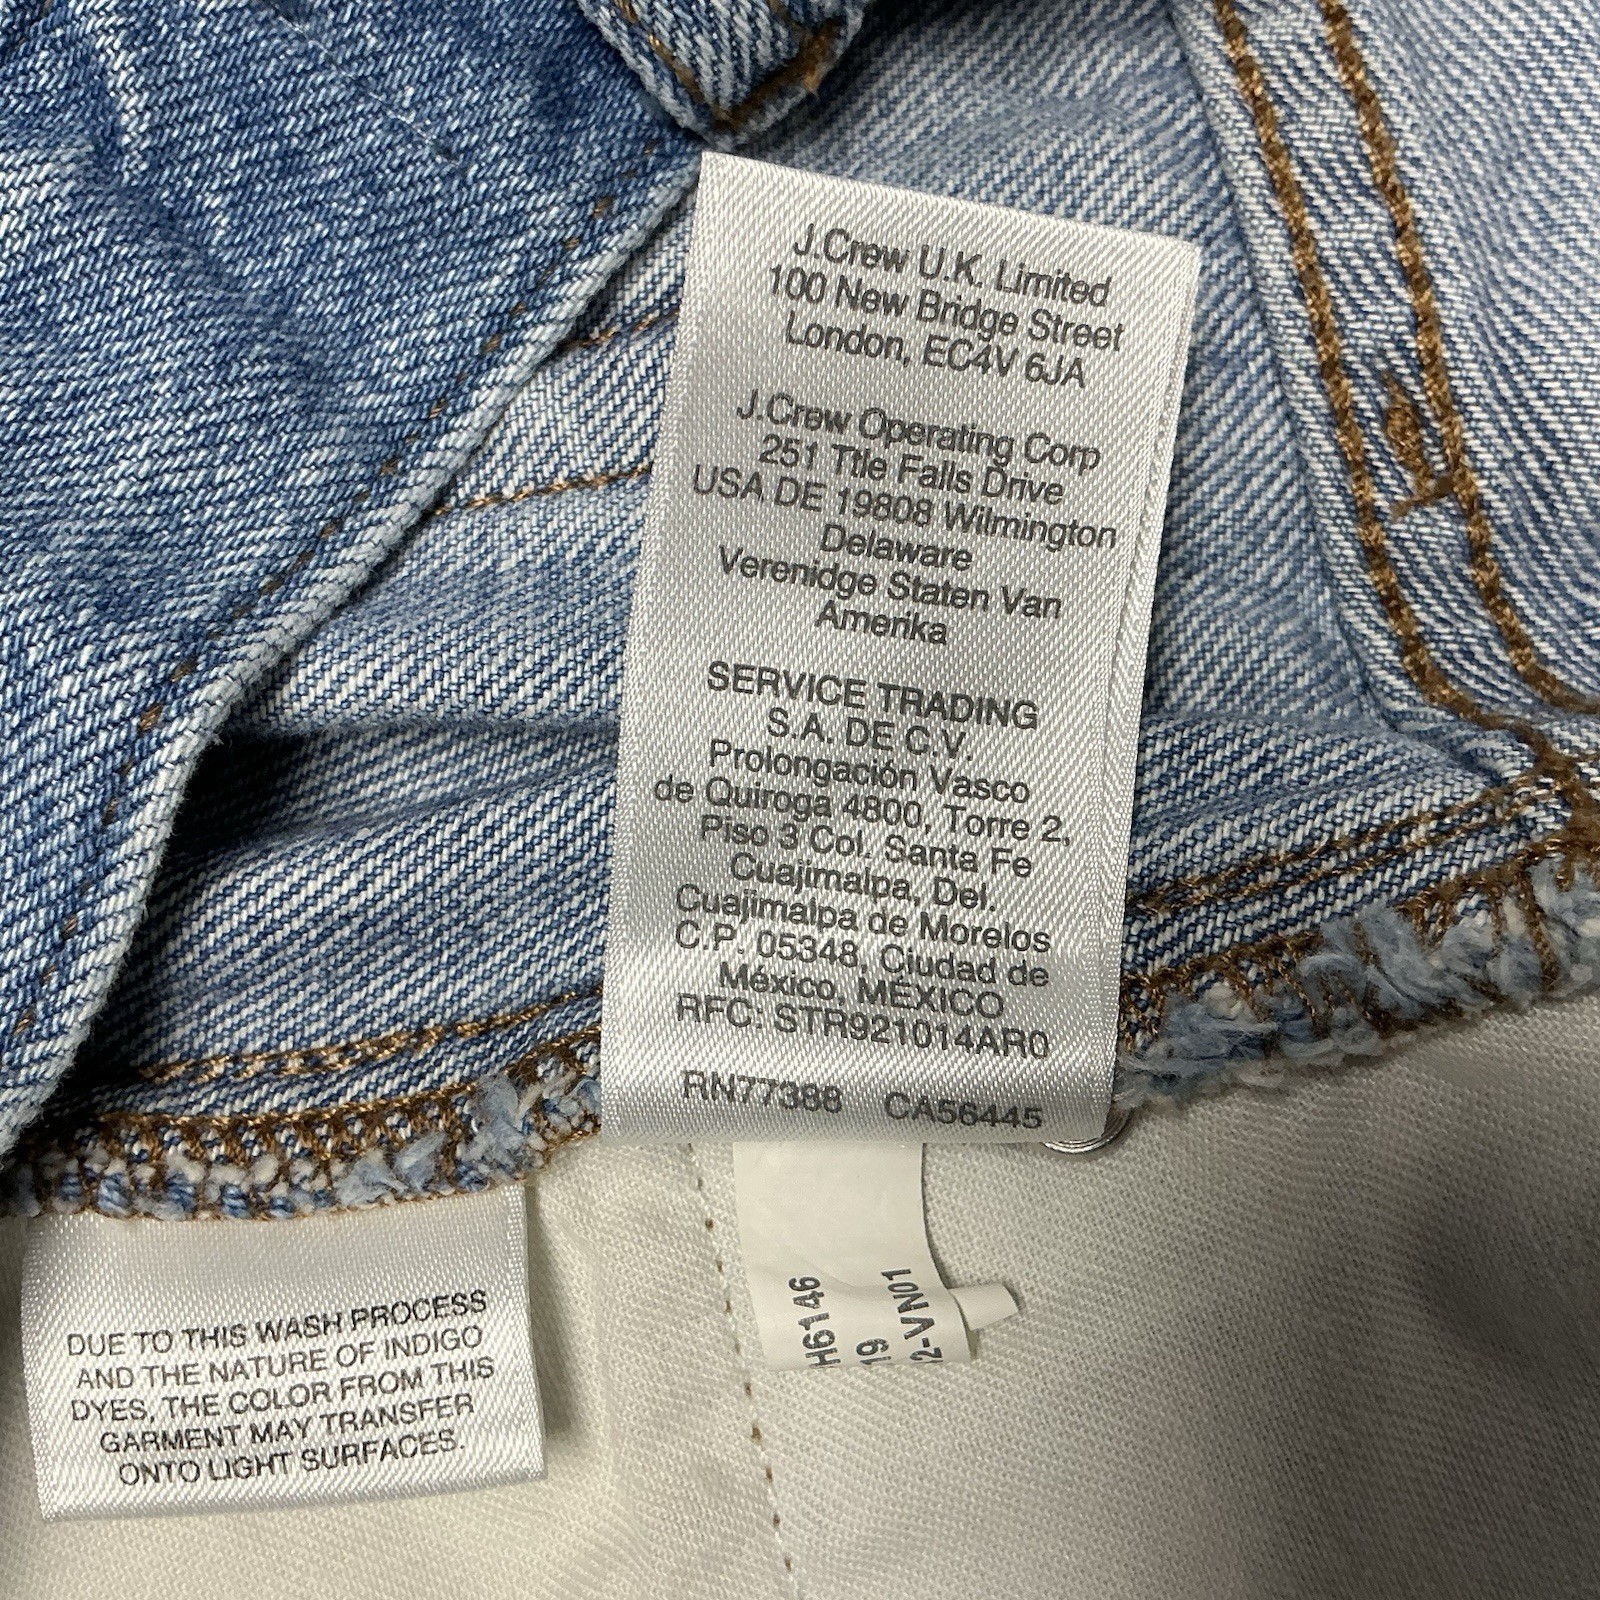 J.Crew U.K. Limited
100 New Bridge Street
London, EC4V 6JA
J.Crew Operating Corp
251 Ttle Falls Drive
USA DE 19808 Wilmington
Delaware
Verenidge Staten Van
Amerika
SERVICE TRADING
S.A. DE C.V.
Prolongación Vasco
de Quiroga 4800, Torre 2,
Piso 3 Col. Santa Fe
Cuajimalpa, Del.
Cuajimalpa de Morelos
C.P. 05348, Ciudad de
México, MÉXICO
RFC: STR921014AR0
RN77388 CA56445
DUE TO THIS WASH PROCESS
AND THE NATURE OF INDIGO
DYES, THE COLOR FROM THIS
GARMENT MAY TRANSFER
ONTO LIGHT SURFACES.
H6146
19
2-VN01